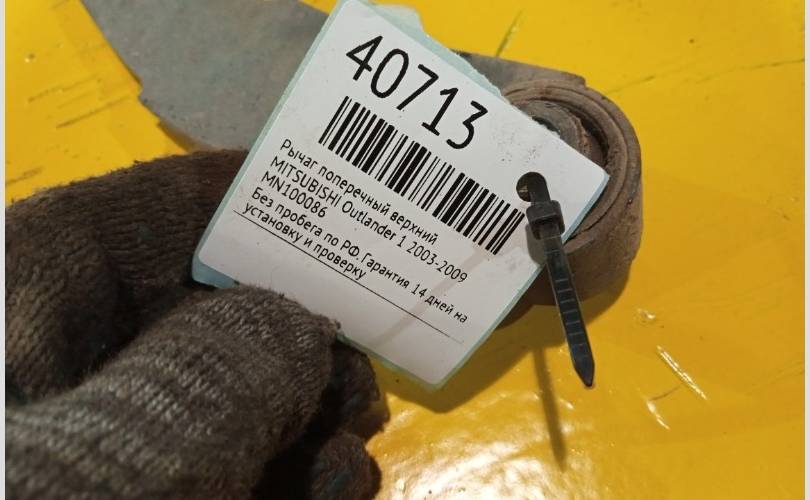 40713
Рычаг поперечный верхний
MITSUBISHI Outlander 1 2003-2009
MN100086
Без пробега по РФ. Гарантия 14 дней на
установку и проверку